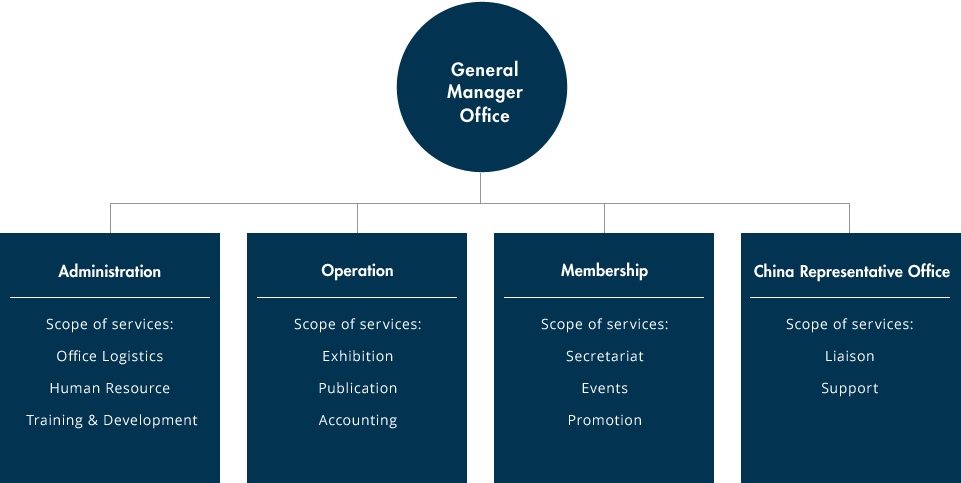 General
Manager
Office
Administration
Scope of services:
Office Logistics
Human Resource
Training & Development
Operation
Scope of services:
Exhibition
Publication
Accounting
Membership
Scope of services:
Secretariat
Events
Promotion
China Representative Office
Scope of services:
Liaison
Support